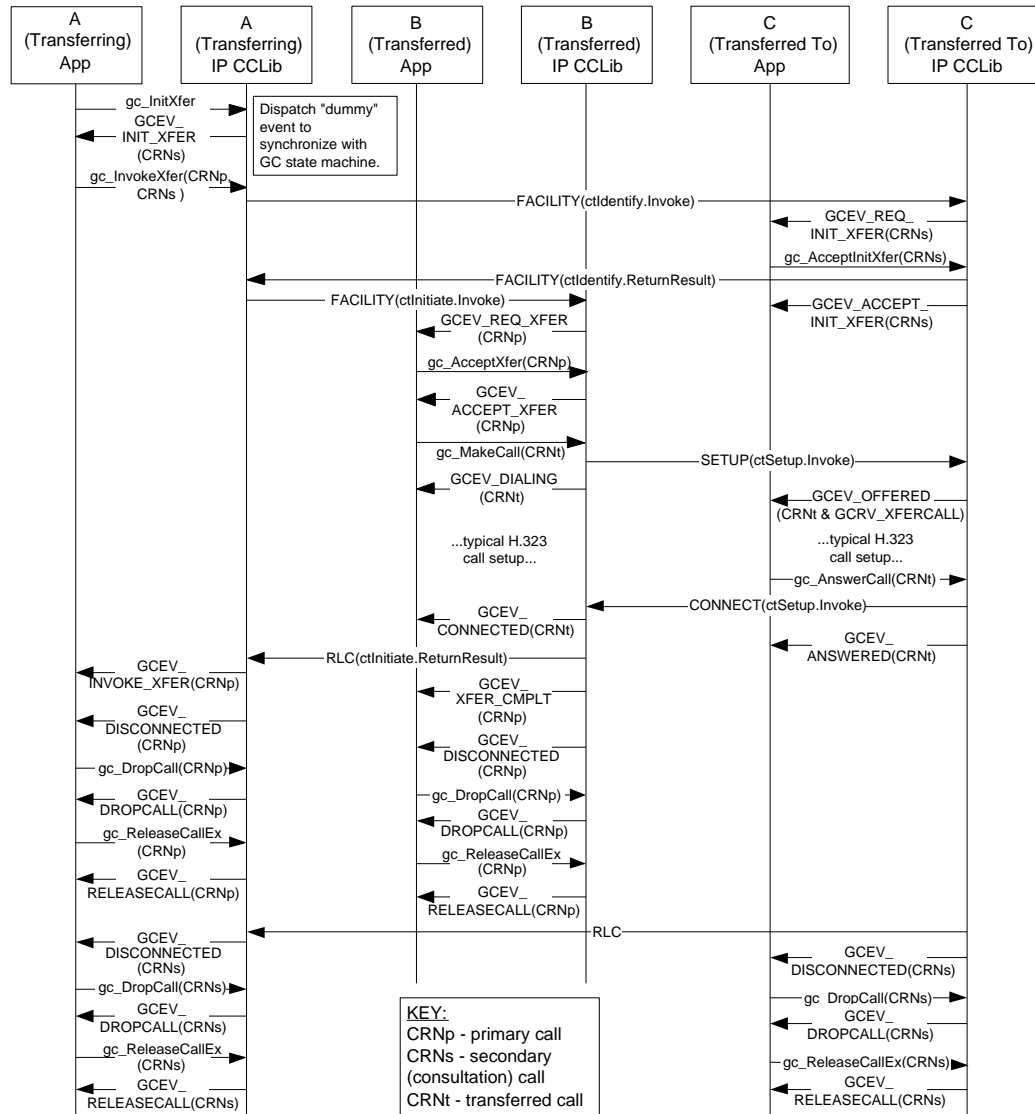 A
(Transferring)
App
A
(Transferring)
IP CCLib
B
(Transferred)
App
B
(Transferred)
IP CCLib
C
(Transferred To)
App
C
(Transferred To)
IP CCLib
gc_InitXfer
GCEV_
INIT_XFER
(CRNs)
Dispatch "dummy"
event to
synchronize with
GC state machine.
gc_InvokeXfer(CRNp,
CRNs )
FACILITY(ctIdentify.Invoke)
GCEV_REQ_
INIT_XFER(CRNs)
gc_AcceptInitXfer(CRNs)
FACILITY(ctIdentify.ReturnResult)
FACILITY(ctInitiate.Invoke)
GCEV_ACCEPT_
INIT_XFER(CRNs)
GCEV_REQ_XFER
(CRNp)
gc_AcceptXfer(CRNp)
GCEV_
ACCEPT_XFER
(CRNp)
gc_MakeCall(CRNt)
SETUP(ctSetup.Invoke)
GCEV_DIALING
(CRNt)
GCEV_OFFERED
(CRNt & GCRV_XFERCALL)
...typical H.323
call setup...
...typical H.323
call setup...
gc_AnswerCall(CRNt)
CONNECT(ctSetup.Invoke)
GCEV_
CONNECTED(CRNt)
GCEV_
ANSWERED(CRNt)
RLC(ctInitiate.ReturnResult)
GCEV_
INVOKE_XFER(CRNp)
GCEV_
XFER_CMPLT
(CRNp)
GCEV_
DISCONNECTED
(CRNp)
GCEV_
DISCONNECTED
(CRNp)
gc_DropCall(CRNp)
gc_DropCall(CRNp)
GCEV_
DROPCALL(CRNp)
GCEV_
DROPCALL(CRNp)
gc_ReleaseCallEx
(CRNp)
gc_ReleaseCallEx
(CRNp)
GCEV_
RELEASECALL(CRNp)
GCEV_
RELEASECALL(CRNp)
RLC
GCEV_
DISCONNECTED
(CRNs)
GCEV_
DISCONNECTED(CRNs)
gc_DropCall(CRNs)
gc_DropCall(CRNs)
GCEV_
DROPCALL(CRNs)
GCEV_
DROPCALL(CRNs)
gc_ReleaseCallEx
(CRNs)
gc_ReleaseCallEx(CRNs)
GCEV_
RELEASECALL(CRNs)
GCEV_
RELEASECALL(CRNs)
KEY:
CRNp - primary call
CRNs - secondary
(consultation) call
CRNt - transferred call